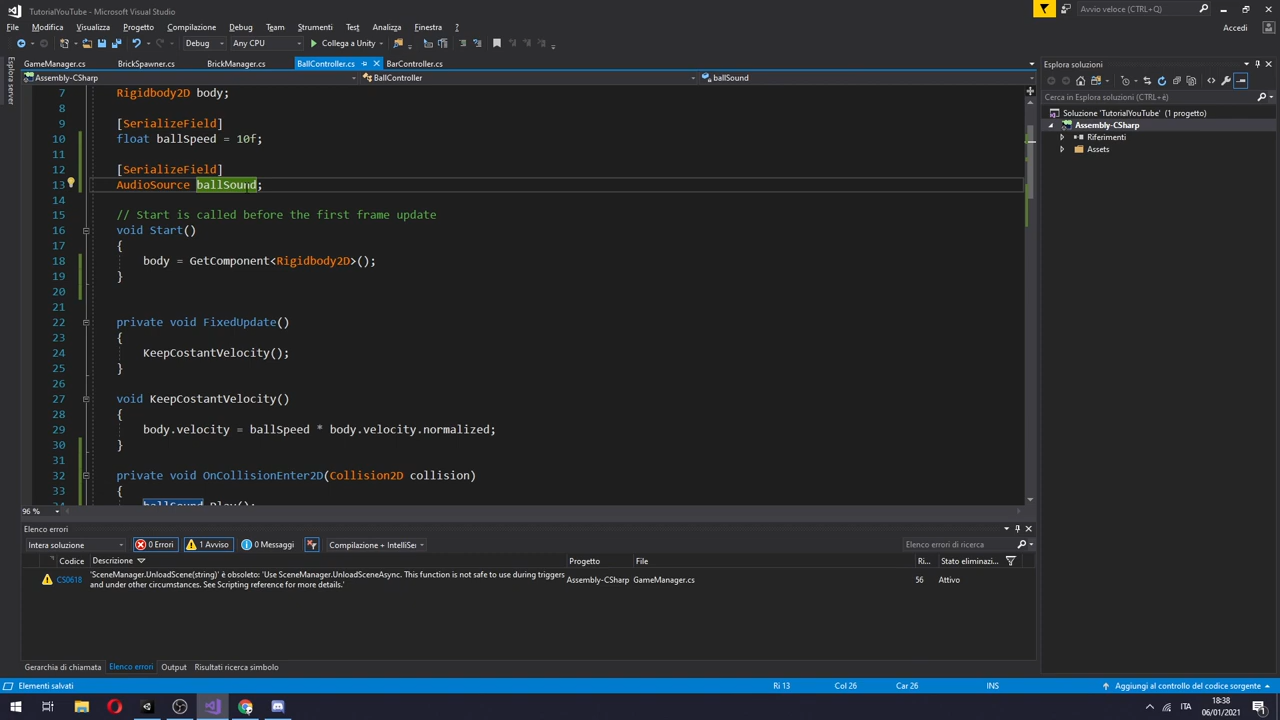 TutorialYouTube - Microsoft Visual Studio
Avvio veloce (CTRL+Q)
File Modifica Visualizza Progetto Compilazione Debug Team Strumenti Test Analizza Finestra ?
Accedi
Debug Any CPU Collega a Unity
Esplora server
GameManager.cs BrickSpawner.cs BrickManager.cs BallController.cs BarController.cs
Assembly-CSharp BallController ballSound
7 Rigidbody2D body;
8
9 [SerializeField]
10 float ballSpeed = 10f;
11
12 [SerializeField]
13 AudioSource ballSound;
14
15 // Start is called before the first frame update
16 void Start()
17 {
18 body = GetComponent<Rigidbody2D>();
19 }
20
21
22 private void FixedUpdate()
23 {
24 KeepCostantVelocity();
25 }
26
27 void KeepCostantVelocity()
28 {
29 body.velocity = ballSpeed * body.velocity.normalized;
30 }
31
32 private void OnCollisionEnter2D(Collision2D collision)
33 {
34 ballSound.Play();
96 %
Esplora soluzioni
Cerca in Esplora soluzioni (CTRL+è)
Soluzione 'TutorialYouTube' (1 progetto)
Assembly-CSharp
Riferimenti
Assets
Elenco errori
Intera soluzione 0 Errori 1 Avviso 0 Messaggi Compilazione + IntelliSer Elenco errori di ricerca
Codice Descrizione Progetto File Ri... Stato eliminazi...
CS0618 'SceneManager.UnloadScene(string)' è obsoleto: 'Use SceneManager.UnloadSceneAsync. This function is not safe to use during triggers Assembly-CSharp GameManager.cs 56 Attivo
and under other circumstances. See Scripting reference for more details.'
Gerarchia di chiamata Elenco errori Output Risultati ricerca simbolo
Elementi salvati Ri 13 Col 26 Car 26 INS Aggiungi al controllo del codice sorgente
ITA 18:38
06/01/2021